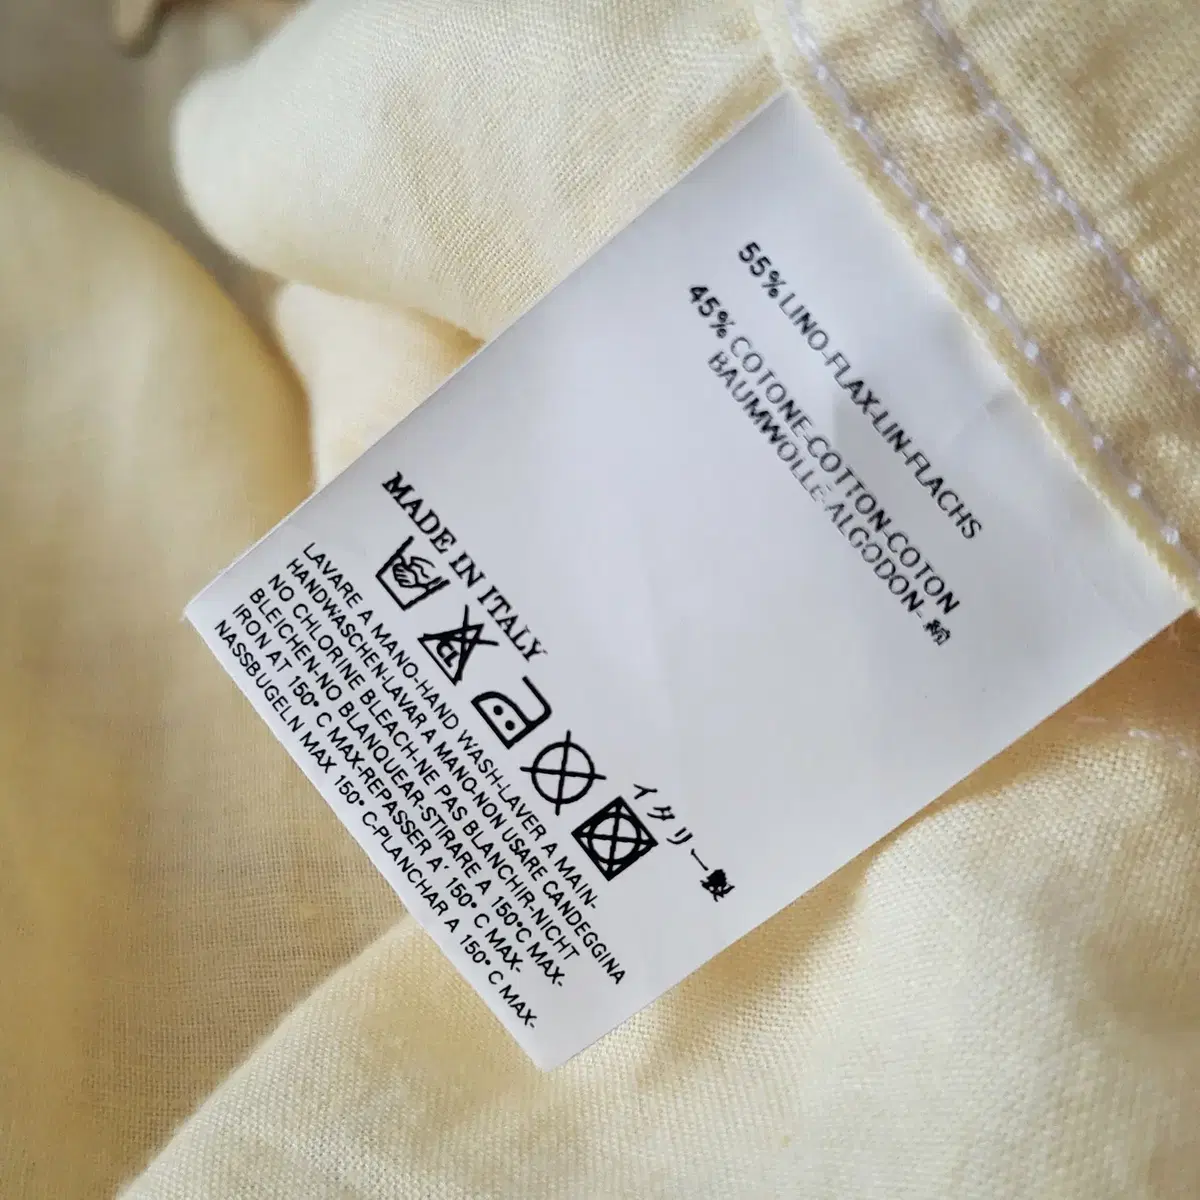 55% LINO-FLAX-LIN-FLACHS
45% COTONE-COTTON-COTON
BAUMWOLLE-ALGODON-綿
MADE IN ITALY
CL
イタリー製
LAVARE A MANO-HAND WASH-LAVER A MAIN-
HANDWASCHEN-LAVAR A MANO-NON USARE CANDEGGINA
NO CHLORINE BLEACH-NE PAS BLANCHIR-NICHT
BLEICHEN-NO BLANQUEAR-STIRARE A 150°C MAX-
IRON AT 150° C MAX-REPASSER A' 150° C MAX-
NASSBUGELN MAX 150° C-PLANCHAR A 150° C MAX-